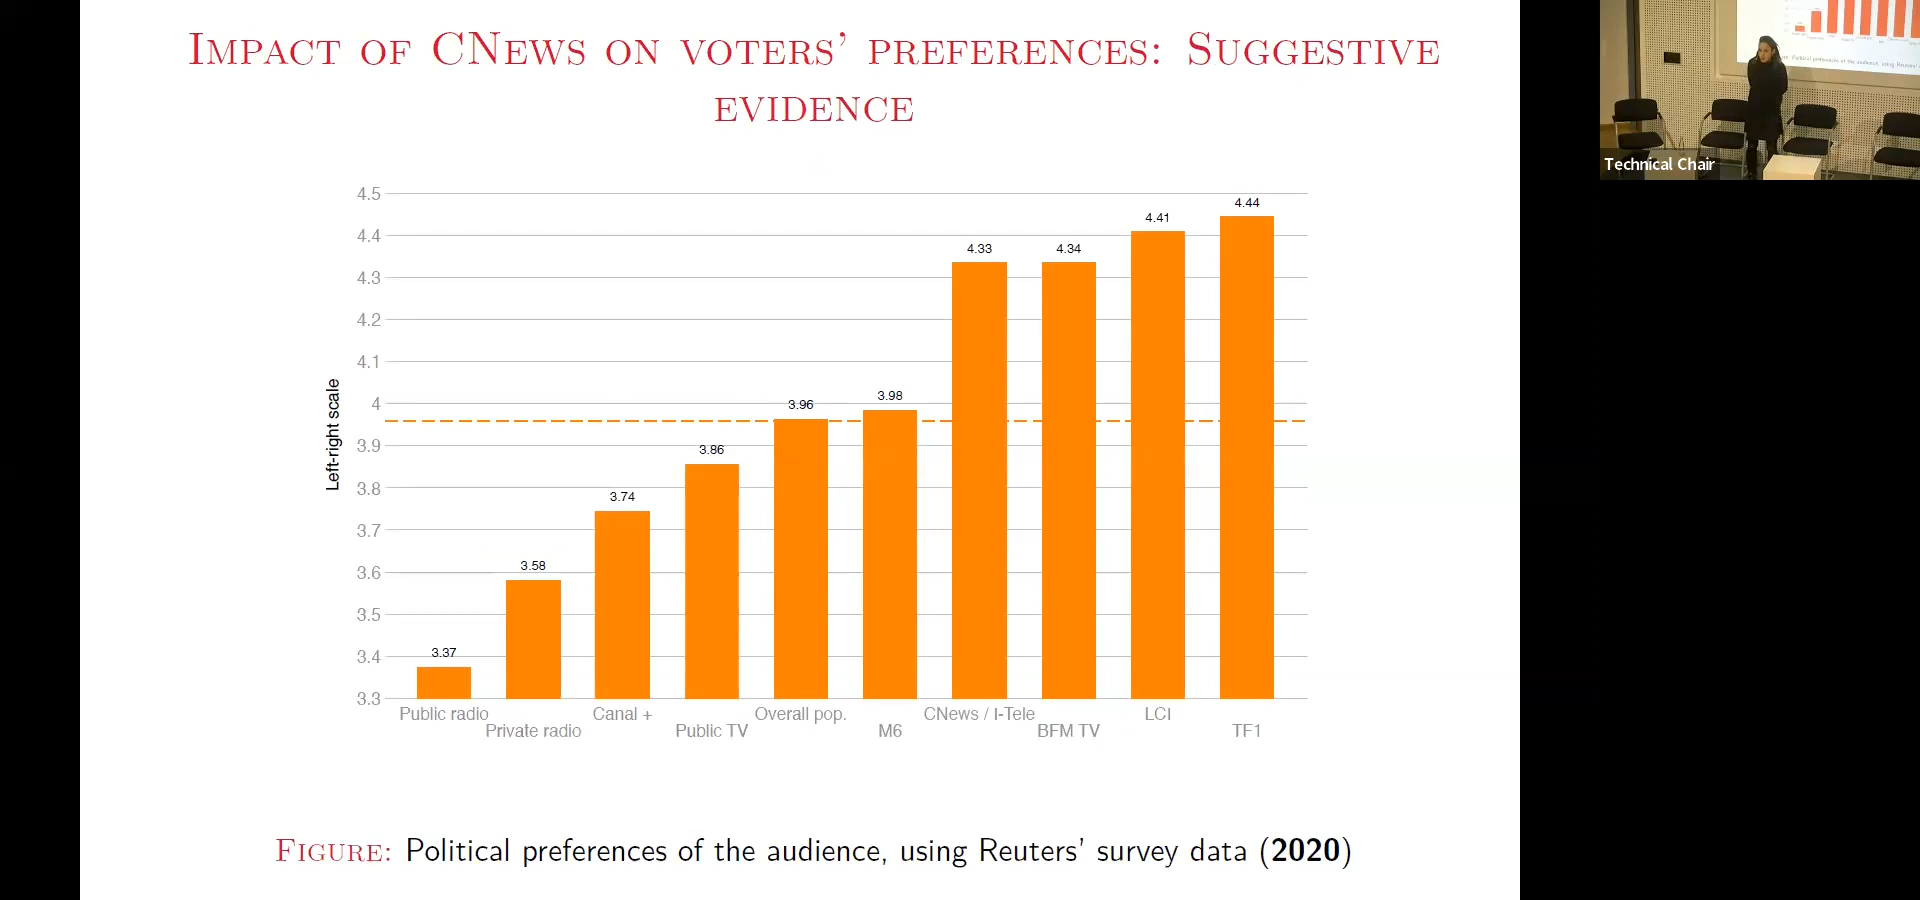 IMPACT OF CNEWS ON VOTERS' PREFERENCES: SUGGESTIVE
EVIDENCE
Left-right scale
4.5
4.4
4.3
4.2
4.1
4
3.9
3.8
3.7
3.6
3.5
3.4
3.3
3.37
3.58
3.74
3.86
3.96
3.98
4.33
4.34
4.41
4.44
Public radio
Private radio
Canal +
Public TV
Overall pop.
M6
CNews / I-Tele
BFM TV
LCI
TF1
FIGURE: Political preferences of the audience, using Reuters' survey data (2020)
Technical Chair